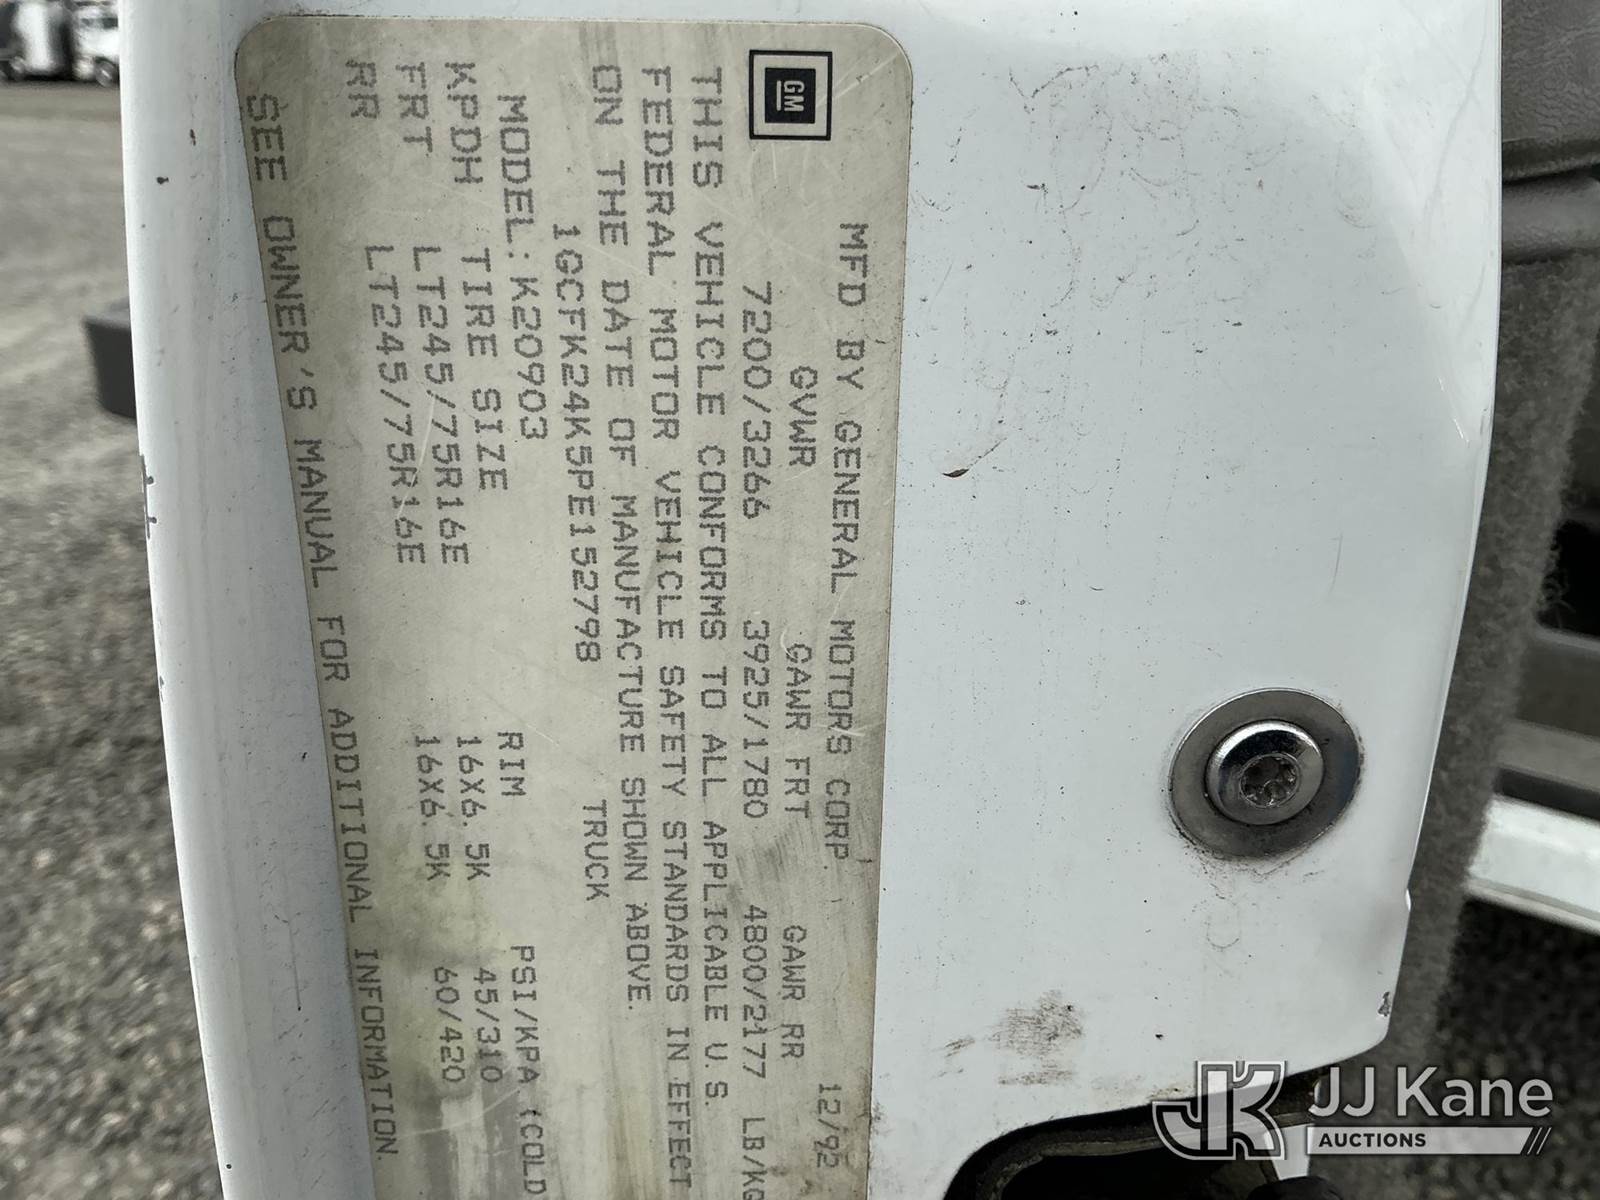 GM
MFD BY GENERAL MOTORS CORP. 12/92
GVWR GAWR FRT GAWR RR
7200/3266 3925/1780 4800/2177 LB/KG
THIS VEHICLE CONFORMS TO ALL APPLICABLE U.S.
FEDERAL MOTOR VEHICLE SAFETY STANDARDS IN EFFECT
ON THE DATE OF MANUFACTURE SHOWN ABOVE.
1GCFK24K5PE152798 TRUCK
MODEL:K20903
KPDH TIRE SIZE RIM PSI/KPA (COLD
FRT LT245/75R16E 16X6.5K 45/310
RR LT245/75R16E 16X6.5K 60/420
SEE OWNER'S MANUAL FOR ADDITIONAL INFORMATION.
JK JJ Kane
AUCTIONS